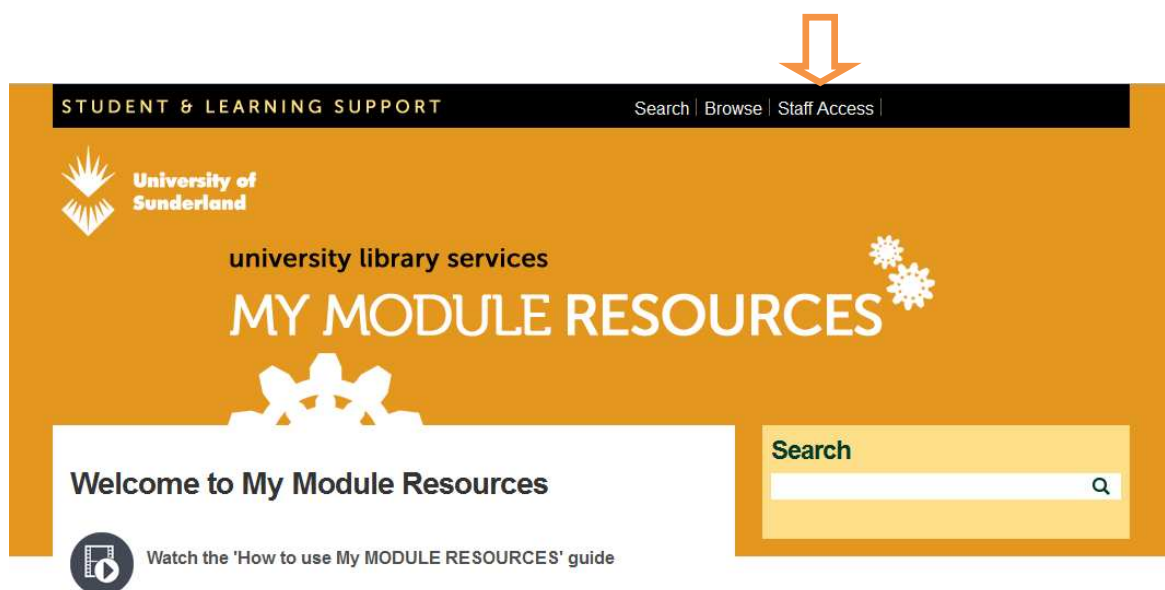 STUDENT & LEARNING SUPPORT
Search | Browse | Staff Access |
University of
Sunderland
university library services
MY MODULE RESOURCES
Welcome to My Module Resources
Search
Watch the 'How to use My MODULE RESOURCES' guide